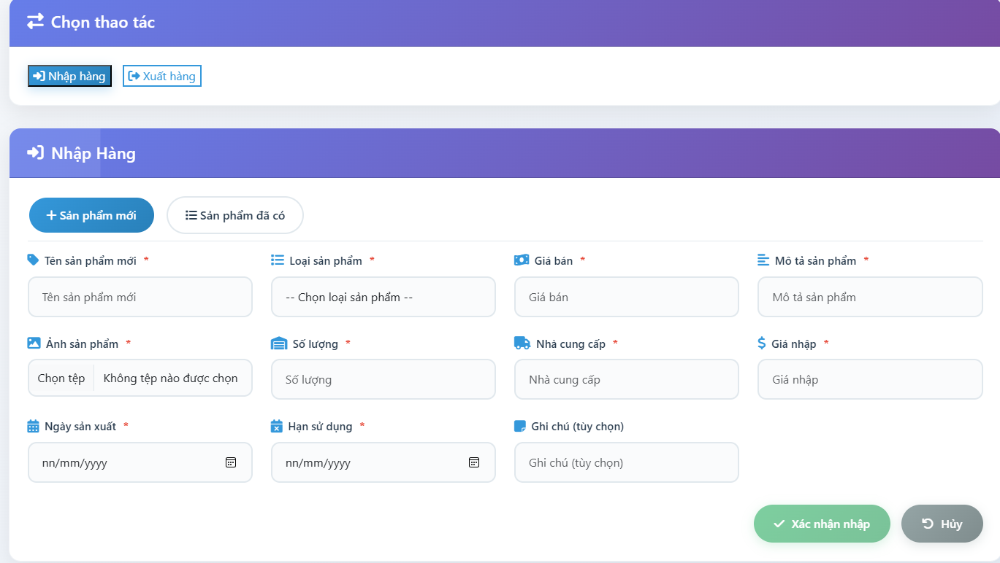 Chọn thao tác
Nhập hàng Xuất hàng
Nhập Hàng
+ Sản phẩm mới Sản phẩm đã có
Tên sản phẩm mới * Loại sản phẩm * Giá bán * Mô tả sản phẩm *
Tên sản phẩm mới -- Chọn loại sản phẩm -- Giá bán Mô tả sản phẩm
Ảnh sản phẩm * Số lượng * Nhà cung cấp * Giá nhập *
Chọn tệp Không tệp nào được chọn Số lượng Nhà cung cấp Giá nhập
Ngày sản xuất * Hạn sử dụng * Ghi chú (tùy chọn)
nn/mm/yyyy nn/mm/yyyy Ghi chú (tùy chọn)
Xác nhận nhập Hủy